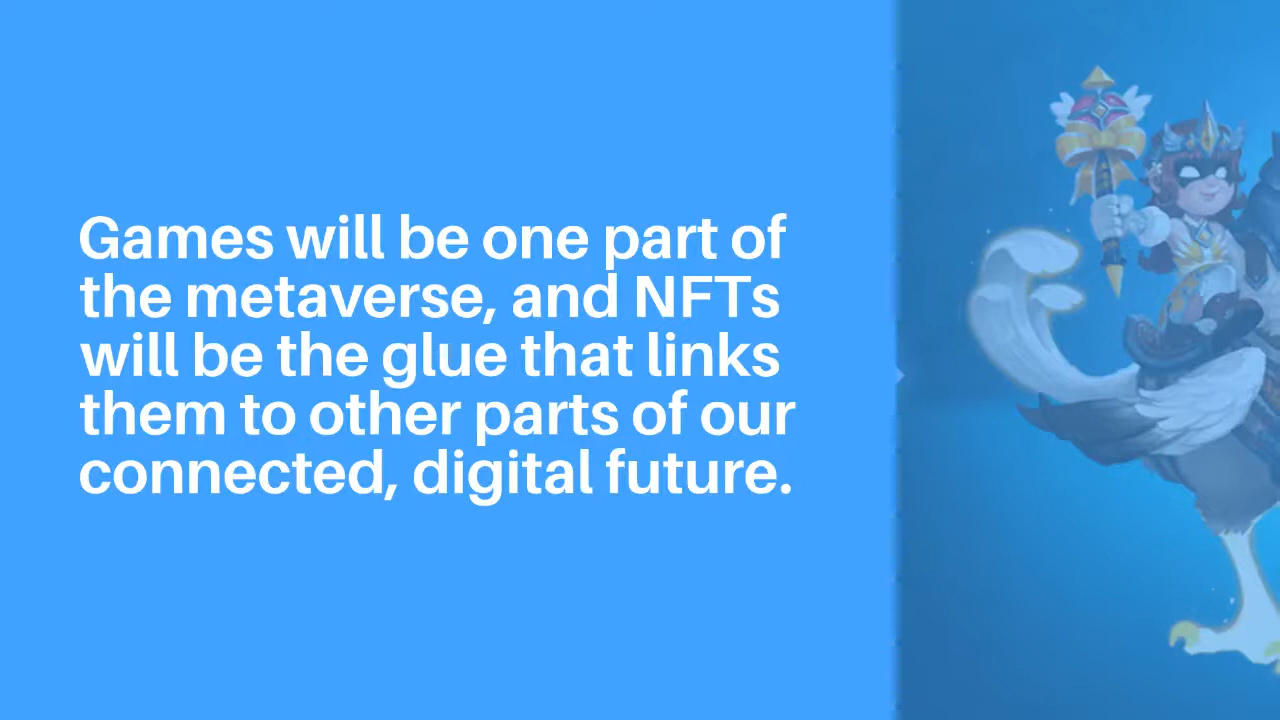 Games will be one part of
the metaverse, and NFTs
will be the glue that links
them to other parts of our
connected, digital future.